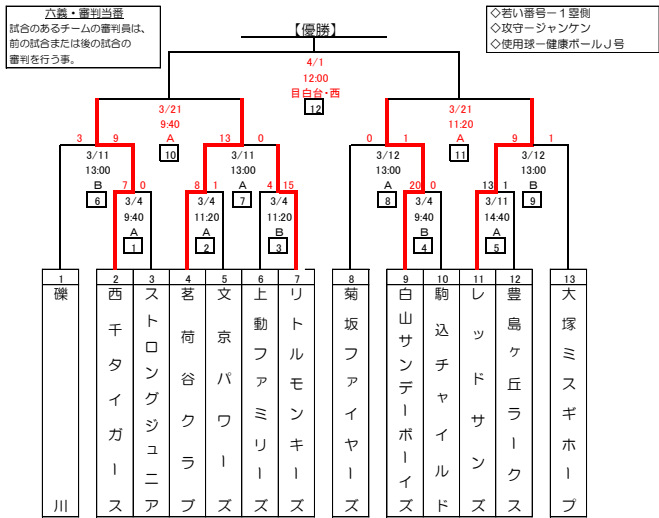 六義・審判当番
試合のあるチームの審判員は、
前の試合または後の試合の
審判を行う事。
【優勝】
◇若い番号ー１塁側
◇攻守ージャンケン
◇使用球ー健康ボールＪ号
4/1
12:00
目白台・西
12
3/21
9:40
A
10
3/21
11:20
A
11
3 9
3/11
13:00
B
6
13 0
3/11
13:00
A
7
0 1
3/12
13:00
A
8
9 1
3/12
13:00
B
9
7 0
3/4
9:40
A
1
8 1
3/4
11:20
A
2
4 15
3/4
11:20
B
3
20 0
3/4
9:40
B
4
13 1
3/11
14:40
A
5
1 2 3 4 5 6 7 8 9 10 11 12 13
礫川
西千タイガース
ストロングジュニア
茗荷谷クラブ
文京パワーズ
上動ファミリーズ
リトルモンキーズ
菊坂ファイヤーズ
白山サンデーボーイズ
駒込チャイルド
レッドサンズ
豊島ヶ丘ラークス
大塚ミスギホープ